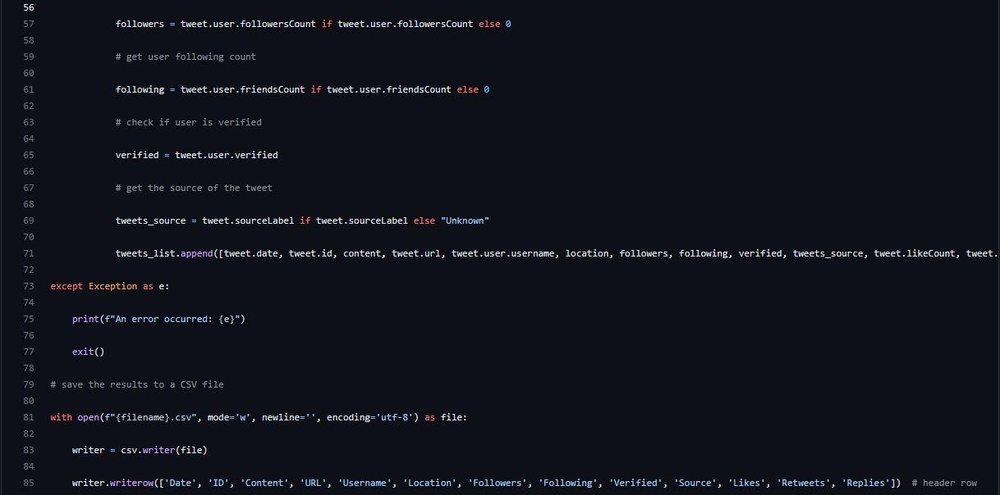 56
57 followers = tweet.user.followersCount if tweet.user.followersCount else 0
58
59 # get user following count
60
61 following = tweet.user.friendsCount if tweet.user.friendsCount else 0
62
63 # check if user is verified
64
65 verified = tweet.user.verified
66
67 # get the source of the tweet
68
69 tweets_source = tweet.sourceLabel if tweet.sourceLabel else "Unknown"
70
71 tweets_list.append([tweet.date, tweet.id, content, tweet.url, tweet.user.username, location, followers, following, verified, tweets_source, tweet.likeCount, tweet.
72
73 except Exception as e:
74
75 print(f"An error occurred: {e}")
76
77 exit()
78
79 # save the results to a CSV file
80
81 with open(f"{filename}.csv", mode='w', newline='', encoding='utf-8') as file:
82
83 writer = csv.writer(file)
84
85 writer.writerow(['Date', 'ID', 'Content', 'URL', 'Username', 'Location', 'Followers', 'Following', 'Verified', 'Source', 'Likes', 'Retweets', 'Replies']) # header row